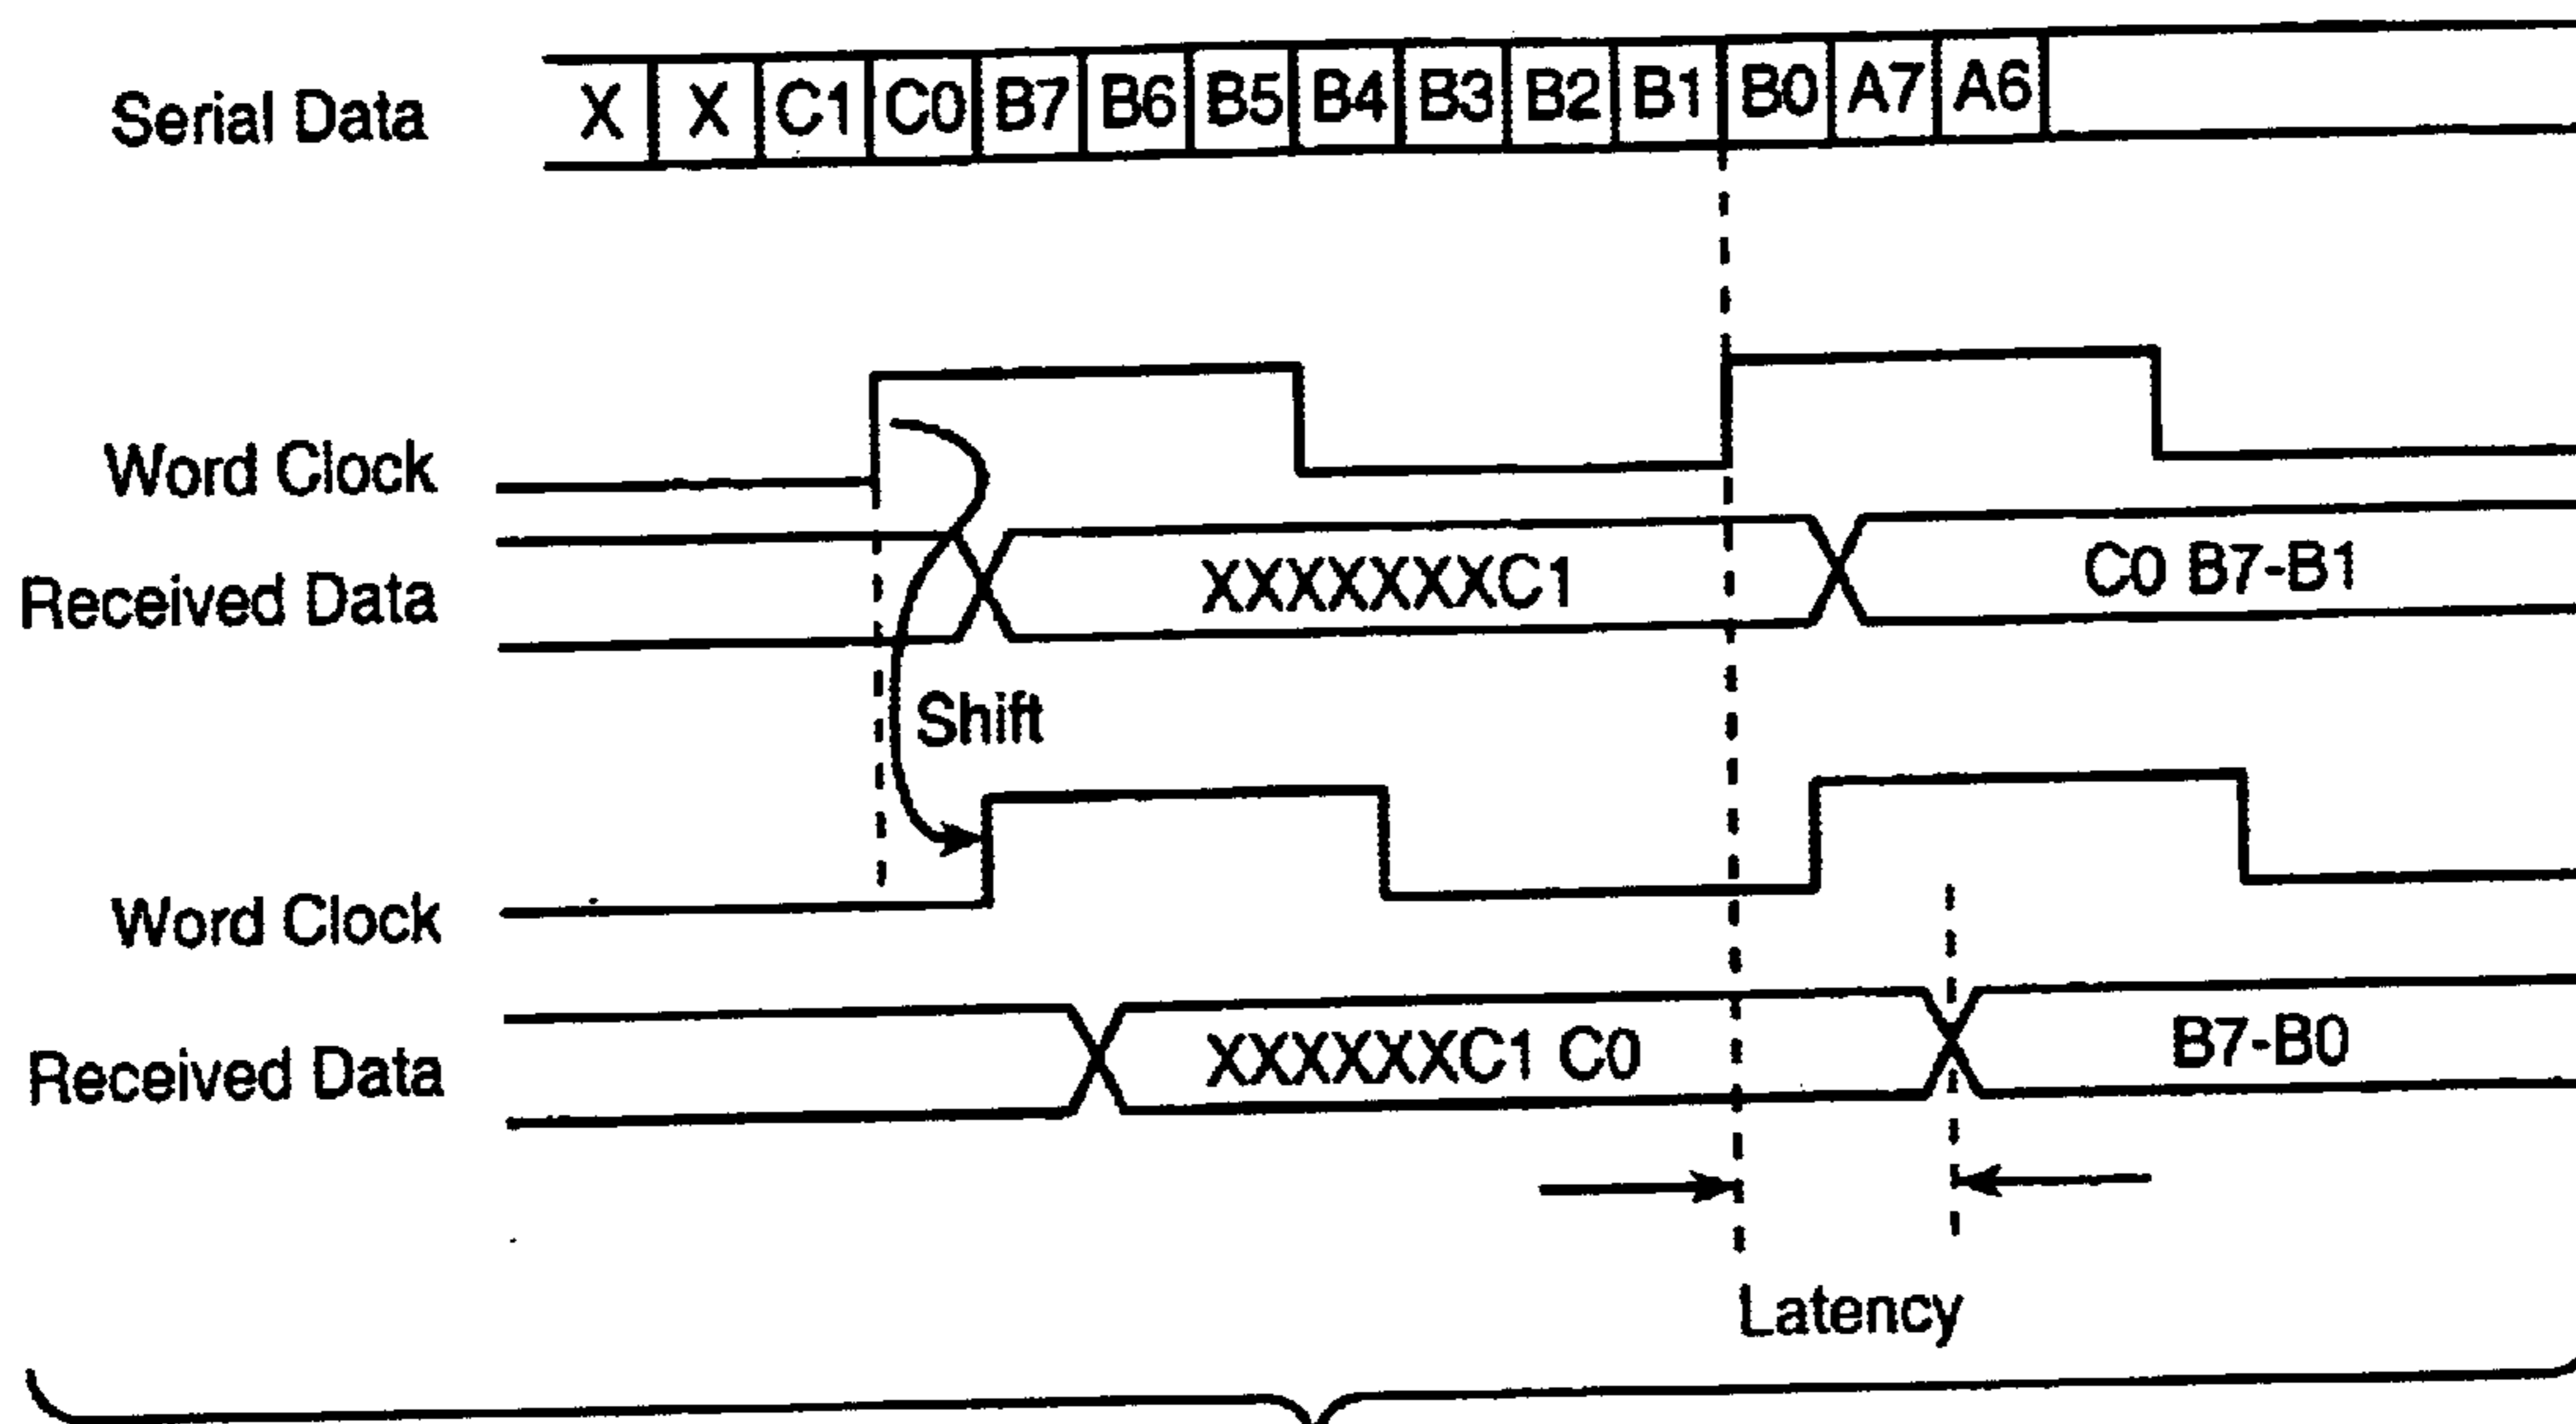 Serial Data X X C1 C0 B7 B6 B5 B4 B3 B2 B1 B0 A7 A6
Word Clock
Received Data XXXXXXXC1 C0 B7-B1
Shift
Word Clock
Received Data XXXXXXC1 C0 B7-B0
Latency